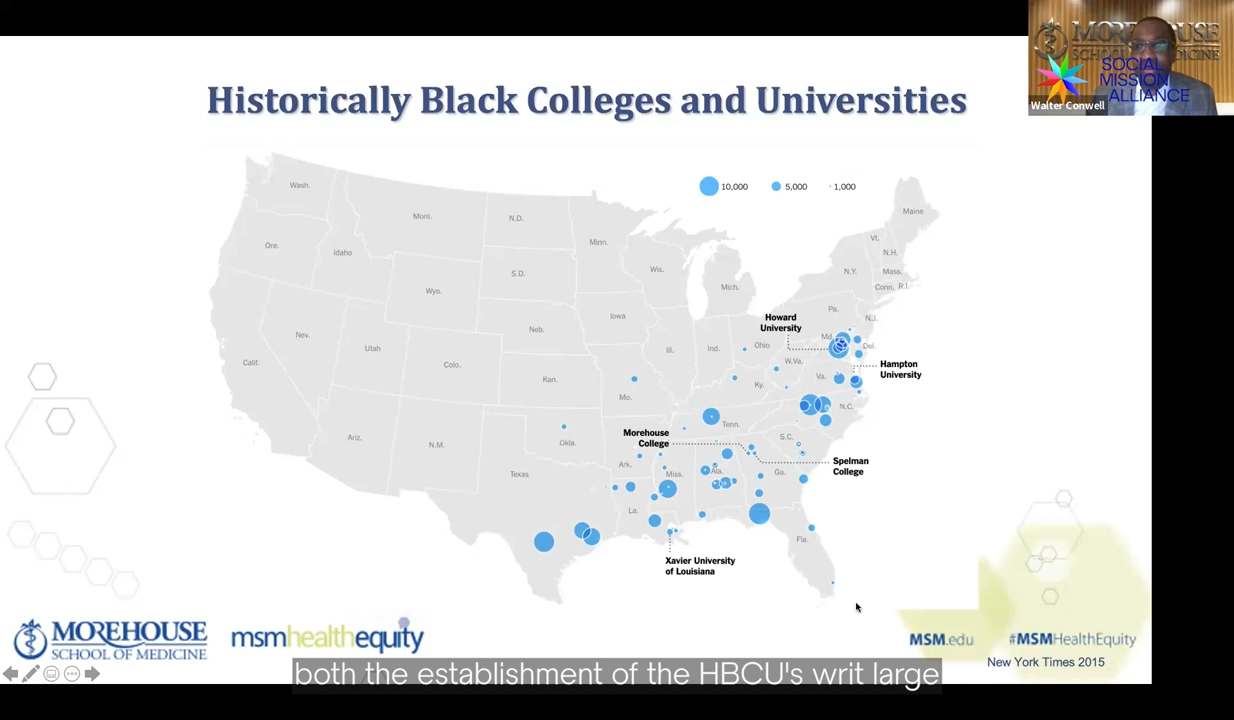 MOREHOUSE
SCHOOL OF MEDICINE
SOCIAL
MISSION
ALLIANCE
Walter Conwell
Historically Black Colleges and Universities
10,000
5,000
1,000
Wash.
Mont.
N.D.
Minn.
Maine
Vt.
N.H.
Ore.
Idaho
S.D.
Wis.
Mich.
N.Y.
Mass.
Conn.
R.I.
Wyo.
Iowa
Pa.
N.J.
Neb.
Howard
University
Nev.
Utah
Colo.
Ill.
Ind.
Ohio
Md.
Del.
W.Va.
Calif.
Kan.
Mo.
Ky.
Va.
Hampton
University
N.C.
Ariz.
N.M.
Okla.
Tenn.
Morehouse
College
S.C.
Ark.
Spelman
College
Texas
Miss.
Ala.
Ga.
La.
Fla.
Xavier University
of Louisiana
MOREHOUSE
SCHOOL OF MEDICINE
msmhealthequity
MSM.edu
#MSMHealthEquity
New York Times 2015
both the establishment of the HBCU's writ large